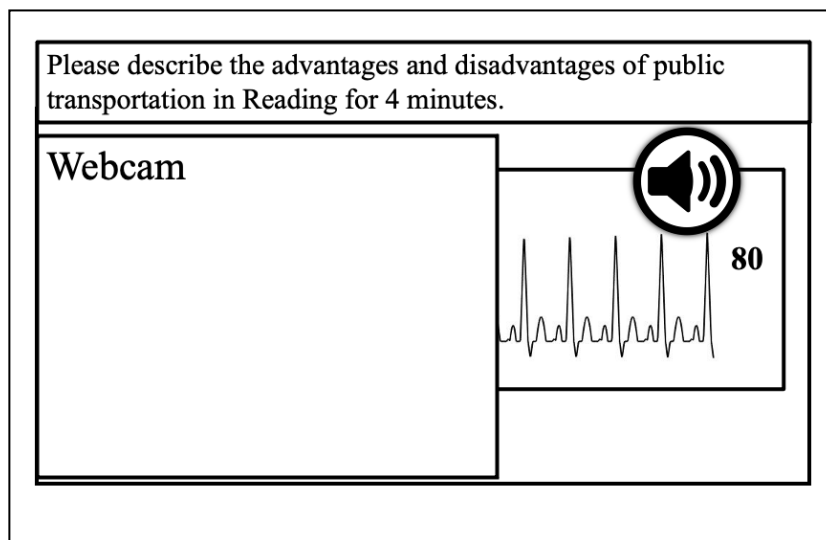 Please describe the advantages and disadvantages of public
transportation in Reading for 4 minutes.
Webcam
80